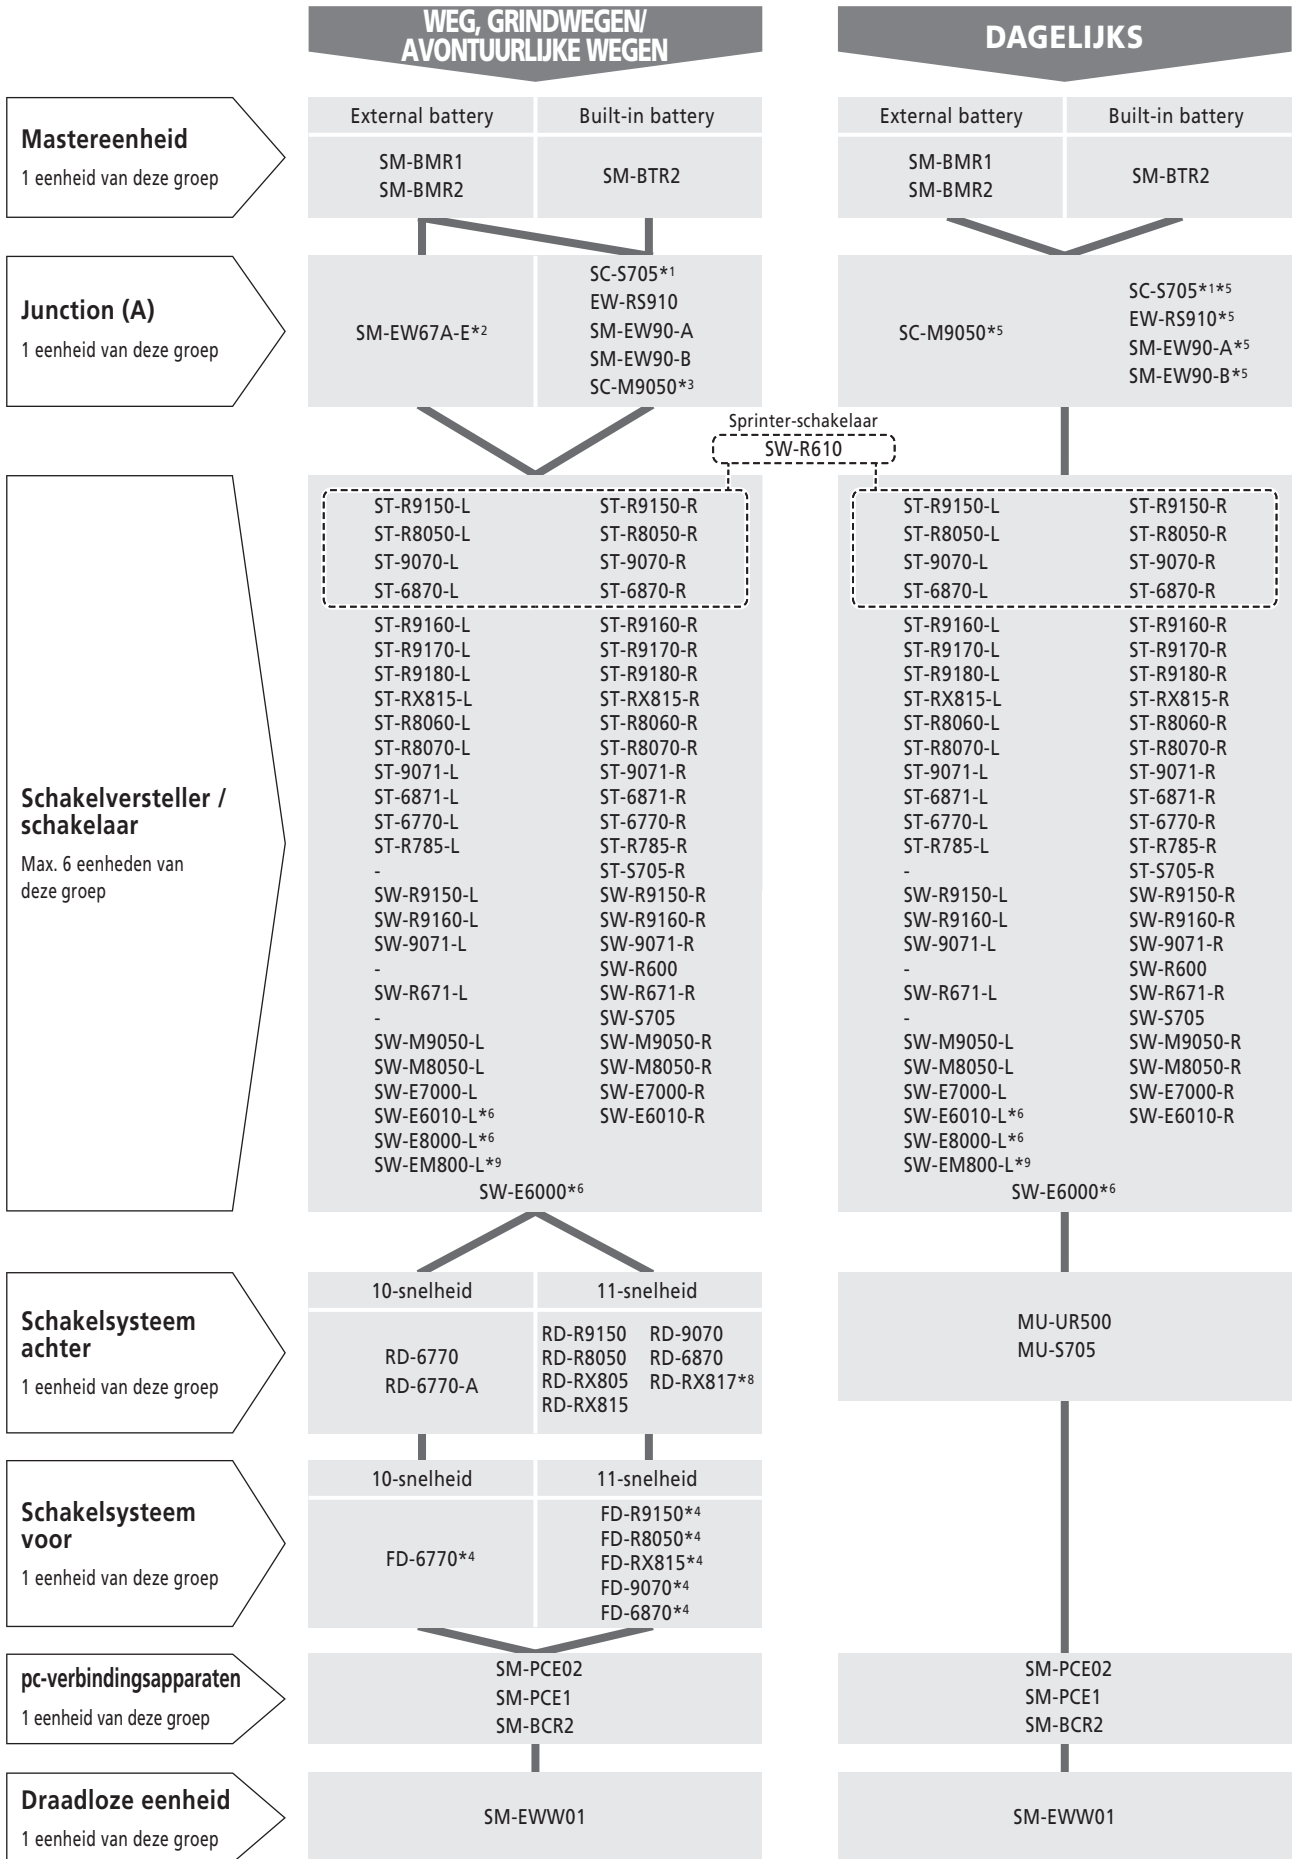 WEG, GRINDWEGEN/
AVONTUURLIJKE WEGEN
DAGELIJKS
Mastereenheid
1 eenheid van deze groep
External battery
Built-in battery
SM-BMR1
SM-BMR2
SM-BTR2
External battery
Built-in battery
SM-BMR1
SM-BMR2
SM-BTR2
Junction (A)
1 eenheid van deze groep
SM-EW67A-E*2
SC-S705*1
EW-RS910
SM-EW90-A
SM-EW90-B
SC-M9050*3
SC-M9050*5
SC-S705*1*5
EW-RS910*5
SM-EW90-A*5
SM-EW90-B*5
Sprinter-schakelaar
SW-R610
Schakelversteller /
schakelaar
Max. 6 eenheden van
deze groep
ST-R9150-L ST-R9150-R
ST-R8050-L ST-R8050-R
ST-9070-L ST-9070-R
ST-6870-L ST-6870-R
ST-R9160-L ST-R9160-R
ST-R9170-L ST-R9170-R
ST-R9180-L ST-R9180-R
ST-RX815-L ST-RX815-R
ST-R8060-L ST-R8060-R
ST-R8070-L ST-R8070-R
ST-9071-L ST-9071-R
ST-6871-L ST-6871-R
ST-6770-L ST-6770-R
ST-R785-L ST-R785-R
- ST-S705-R
SW-R9150-L SW-R9150-R
SW-R9160-L SW-R9160-R
SW-9071-L SW-9071-R
- SW-R600
SW-R671-L SW-R671-R
- SW-S705
SW-M9050-L SW-M9050-R
SW-M8050-L SW-M8050-R
SW-E7000-L SW-E7000-R
SW-E6010-L*6 SW-E6010-R
SW-E8000-L*6
SW-EM800-L*9
SW-E6000*6
ST-R9150-L ST-R9150-R
ST-R8050-L ST-R8050-R
ST-9070-L ST-9070-R
ST-6870-L ST-6870-R
ST-R9160-L ST-R9160-R
ST-R9170-L ST-R9170-R
ST-R9180-L ST-R9180-R
ST-RX815-L ST-RX815-R
ST-R8060-L ST-R8060-R
ST-R8070-L ST-R8070-R
ST-9071-L ST-9071-R
ST-6871-L ST-6871-R
ST-6770-L ST-6770-R
ST-R785-L ST-R785-R
- ST-S705-R
SW-R9150-L SW-R9150-R
SW-R9160-L SW-R9160-R
SW-9071-L SW-9071-R
- SW-R600
SW-R671-L SW-R671-R
- SW-S705
SW-M9050-L SW-M9050-R
SW-M8050-L SW-M8050-R
SW-E7000-L SW-E7000-R
SW-E6010-L*6 SW-E6010-R
SW-E8000-L*6
SW-EM800-L*9
SW-E6000*6
Schakelsysteem
achter
1 eenheid van deze groep
10-snelheid
11-snelheid
RD-6770
RD-6770-A
RD-R9150 RD-9070
RD-R8050 RD-6870
RD-RX805 RD-RX817*8
RD-RX815
MU-UR500
MU-S705
Schakelsysteem
voor
1 eenheid van deze groep
10-snelheid
11-snelheid
FD-6770*4
FD-R9150*4
FD-R8050*4
FD-RX815*4
FD-9070*4
FD-6870*4
pc-verbindingsapparaten
1 eenheid van deze groep
SM-PCE02
SM-PCE1
SM-BCR2
SM-PCE02
SM-PCE1
SM-BCR2
Draadloze eenheid
1 eenheid van deze groep
SM-EWW01
SM-EWW01